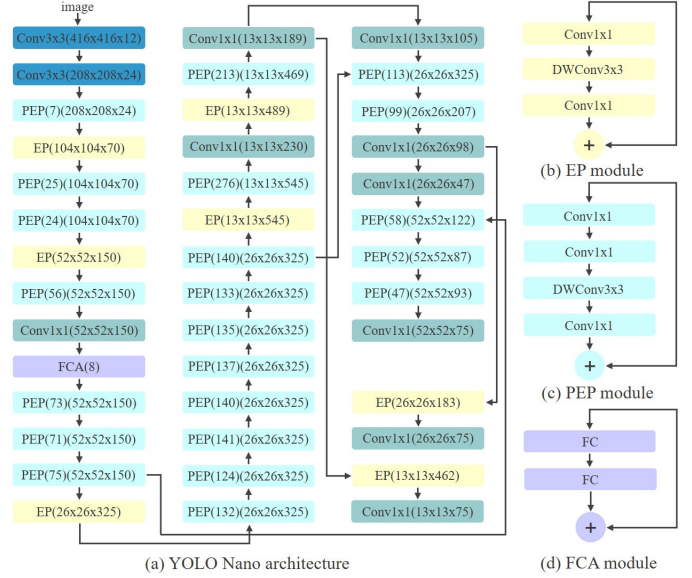 image
Conv3x3(416x416x12)
Conv3x3(208x208x24)
PEP(7)(208x208x24)
EP(104x104x70)
PEP(25)(104x104x70)
PEP(24)(104x104x70)
EP(52x52x150)
PEP(56)(52x52x150)
Conv1x1(52x52x150)
FCA(8)
PEP(73)(52x52x150)
PEP(71)(52x52x150)
PEP(75)(52x52x150)
EP(26x26x325)
Conv1x1(13x13x189)
PEP(213)(13x13x469)
EP(13x13x489)
Conv1x1(13x13x230)
PEP(276)(13x13x545)
EP(13x13x545)
PEP(140)(26x26x325)
PEP(133)(26x26x325)
PEP(135)(26x26x325)
PEP(137)(26x26x325)
PEP(140)(26x26x325)
PEP(141)(26x26x325)
PEP(124)(26x26x325)
PEP(132)(26x26x325)
Conv1x1(13x13x105)
PEP(113)(26x26x325)
PEP(99)(26x26x207)
Conv1x1(26x26x98)
Conv1x1(26x26x47)
PEP(58)(52x52x122)
PEP(52)(52x52x87)
PEP(47)(52x52x93)
Conv1x1(52x52x75)
EP(26x26x183)
Conv1x1(26x26x75)
EP(13x13x462)
Conv1x1(13x13x75)
(a) YOLO Nano architecture
Conv1x1
DWConv3x3
Conv1x1
+
(b) EP module
Conv1x1
Conv1x1
DWConv3x3
Conv1x1
+
(c) PEP module
FC
FC
+
(d) FCA module